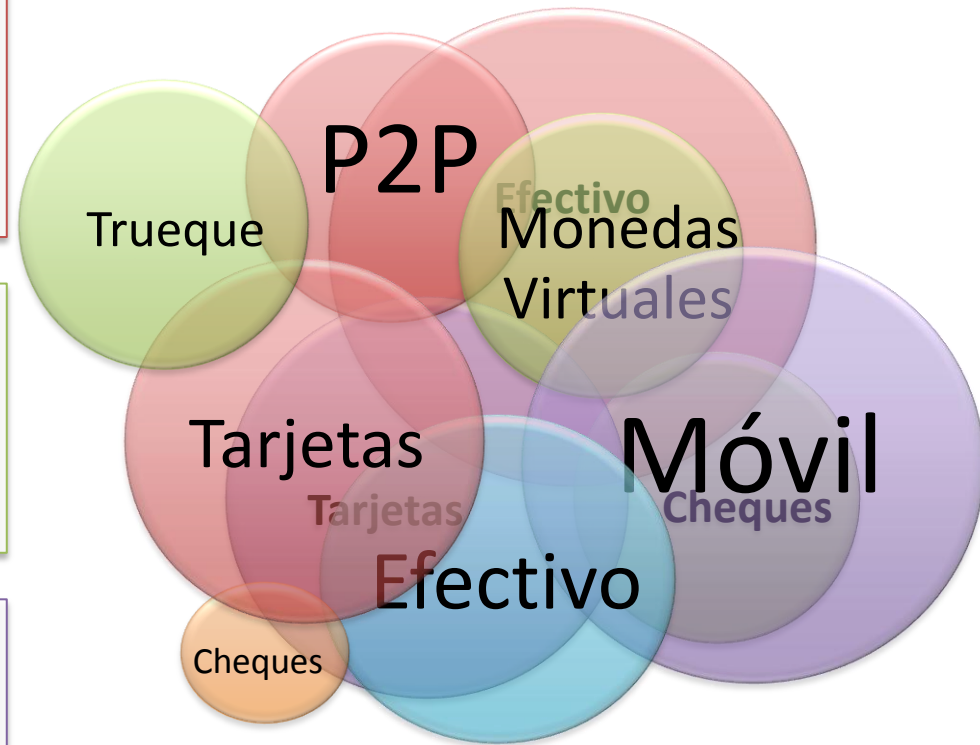 P2P
Efectivo
Trueque
Monedas
Virtuales
Tarjetas
Móvil
Tarjetas
Cheques
Efectivo
Cheques